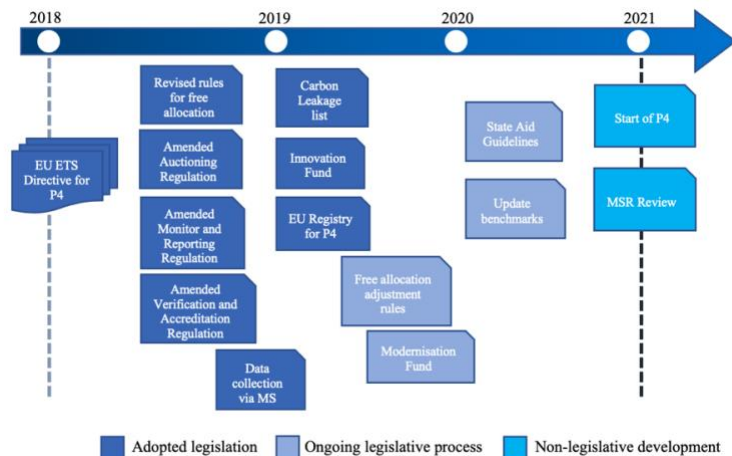 2018
2019
2020
2021
EU ETS
Directive for
P4
Revised rules
for free
allocation
Amended
Auctioning
Regulation
Amended
Monitor and
Reporting
Regulation
Amended
Verification and
Accreditation
Regulation
Data
collection
via MS
Carbon
Leakage
list
Innovation
Fund
EU Registry
for P4
Free allocation
adjustment
rules
Modernisation
Fund
State Aid
Guidelines
Update
benchmarks
Start of P4
MSR Review
Adopted legislation
Ongoing legislative process
Non-legislative development